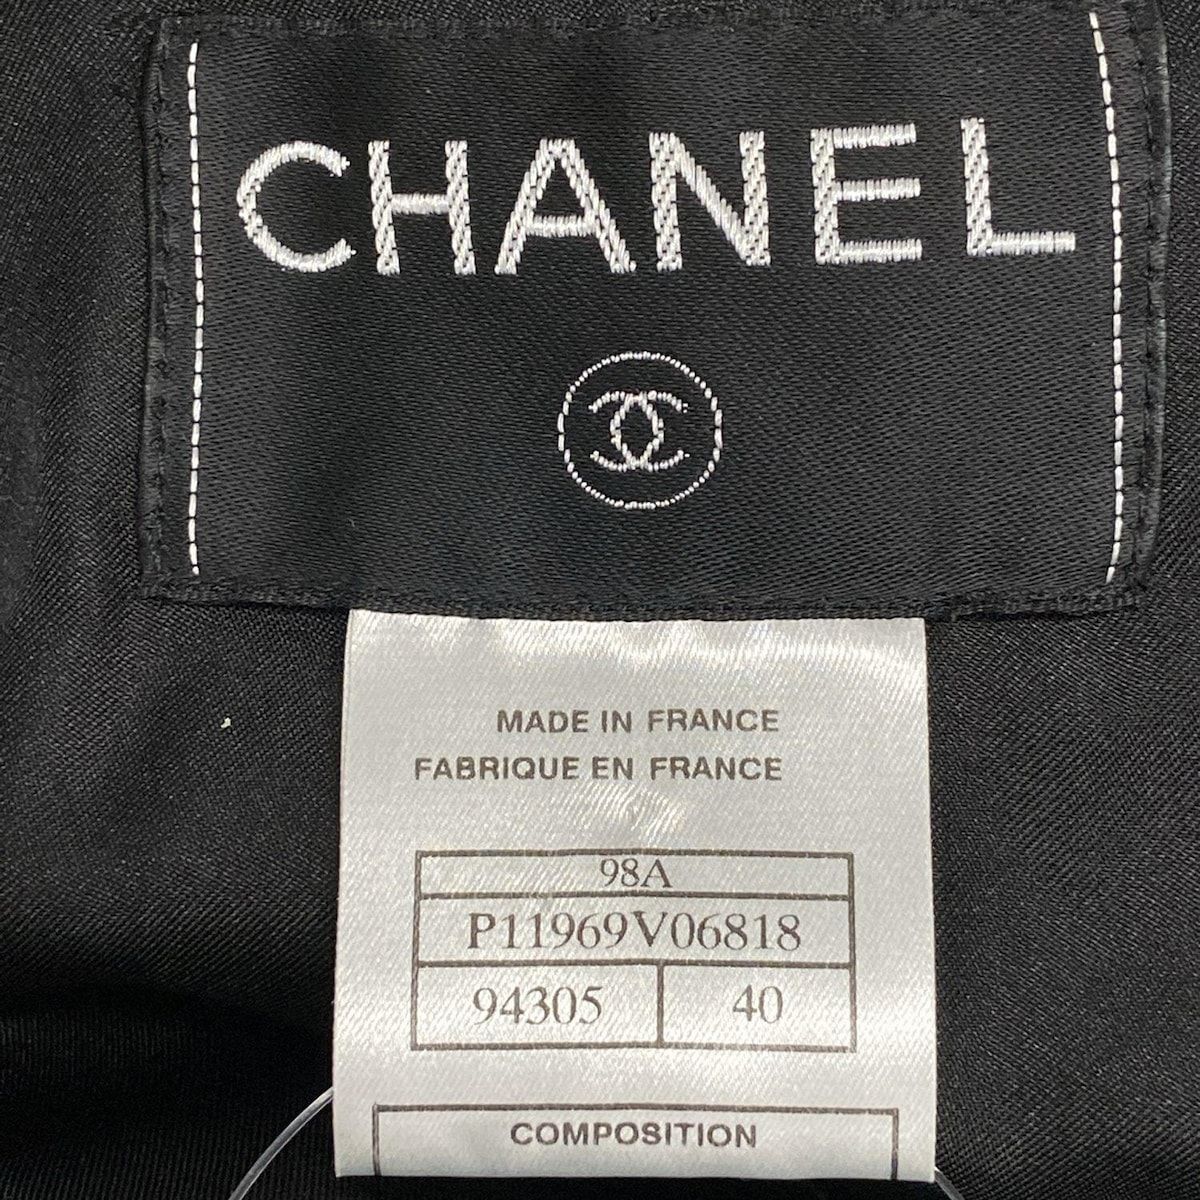 CHANEL
MADE IN FRANCE
FABRIQUE EN FRANCE
98A
P11969V06818
94305 40
COMPOSITION